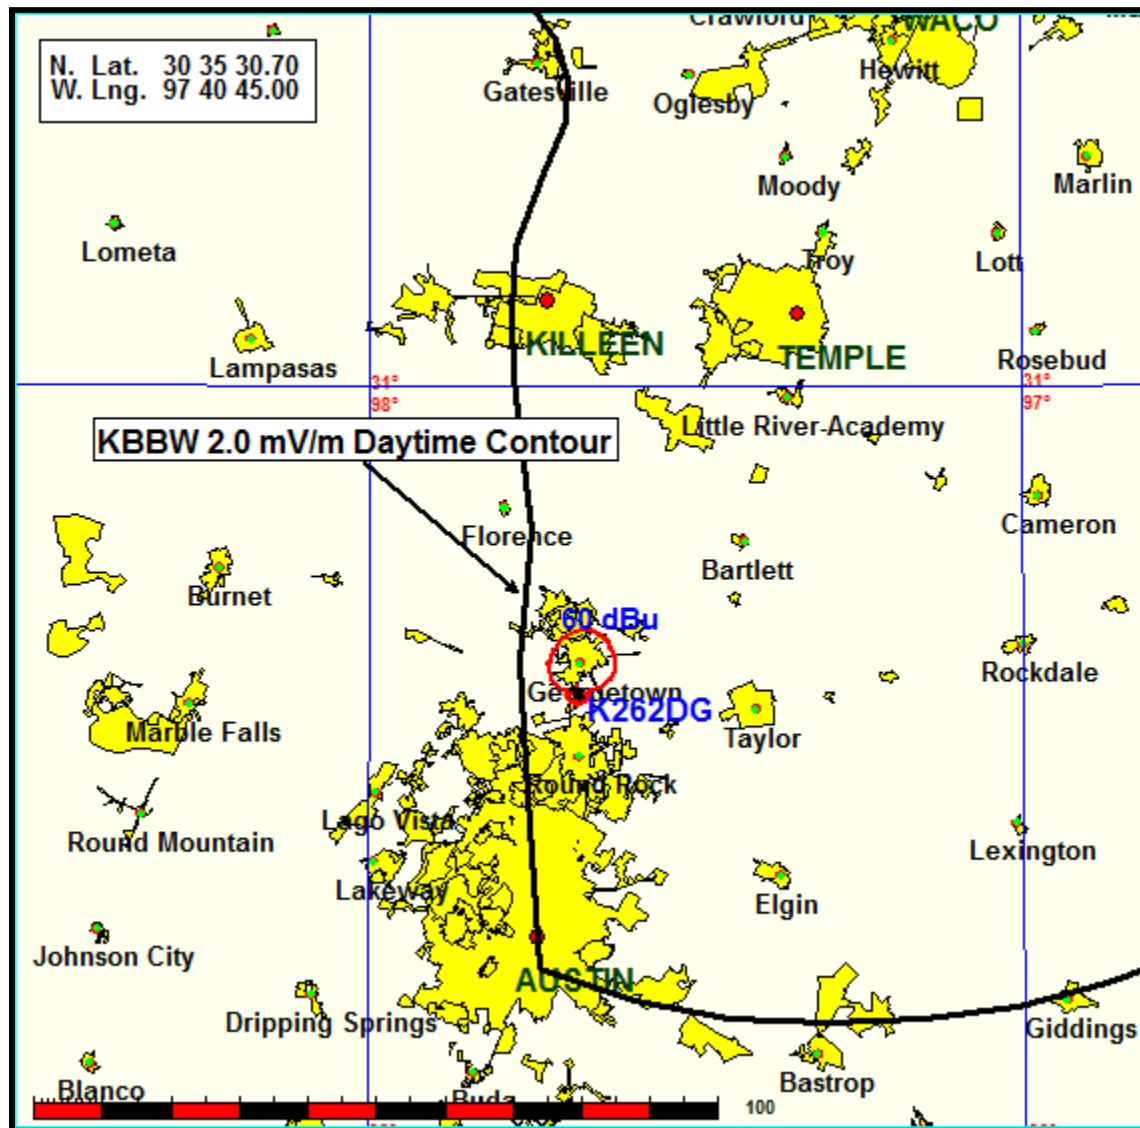 Crawford
WACO
N. Lat. 30 35 30.70
W. Lng. 97 40 45.00
Gatesville
Hewitt
Oglesby
Moody
Marlin
Lometa
Troy
Lott
KILLEEN
TEMPLE
Lampasas
Rosebud
31°
98°
31°
97°
KBBW 2.0 mV/m Daytime Contour
Little River-Academy
Florence
Cameron
Bartlett
Burnet
60 dBu
Rockdale
Georgetown
K262DG
Marble Falls
Taylor
Round Rock
Lago Vista
Round Mountain
Lexington
Lakeway
Elgin
Johnson City
AUSTIN
Dripping Springs
Giddings
Bastrop
Blanco
Buda
100